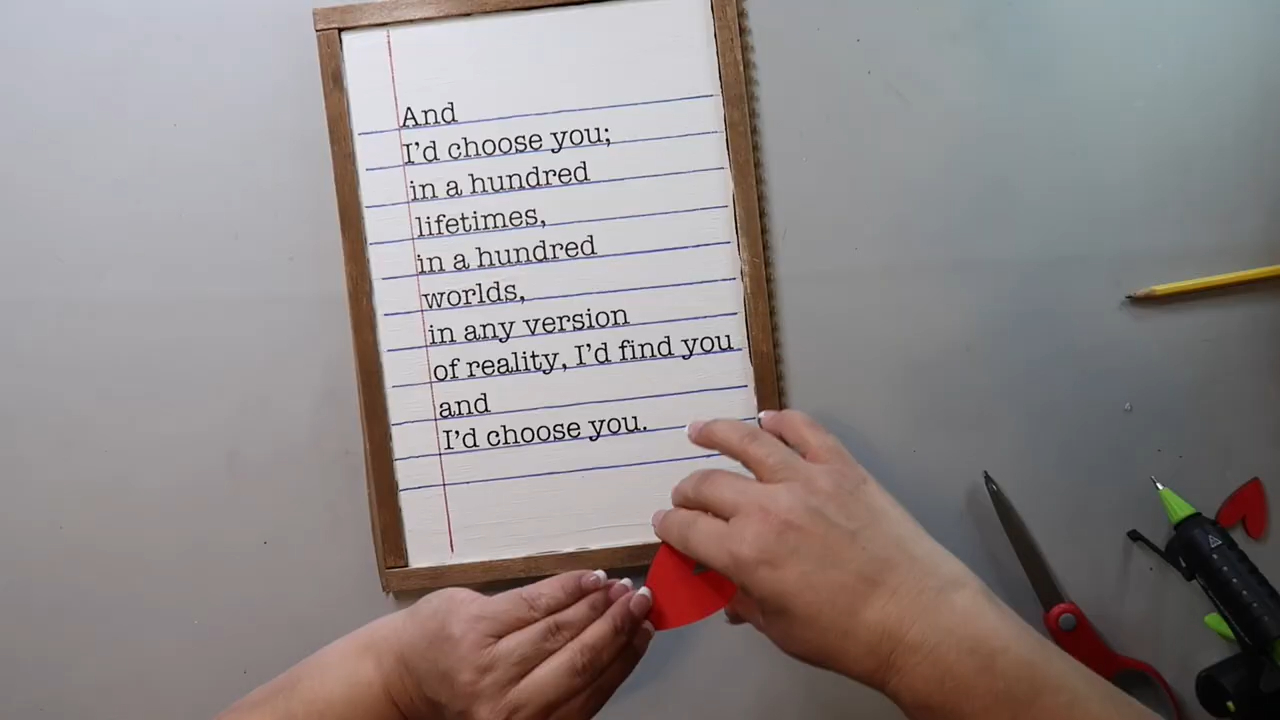 And
I'd choose you;
in a hundred
lifetimes,
in a hundred
worlds,
in any version
of reality, I'd find you
and
I'd choose you.